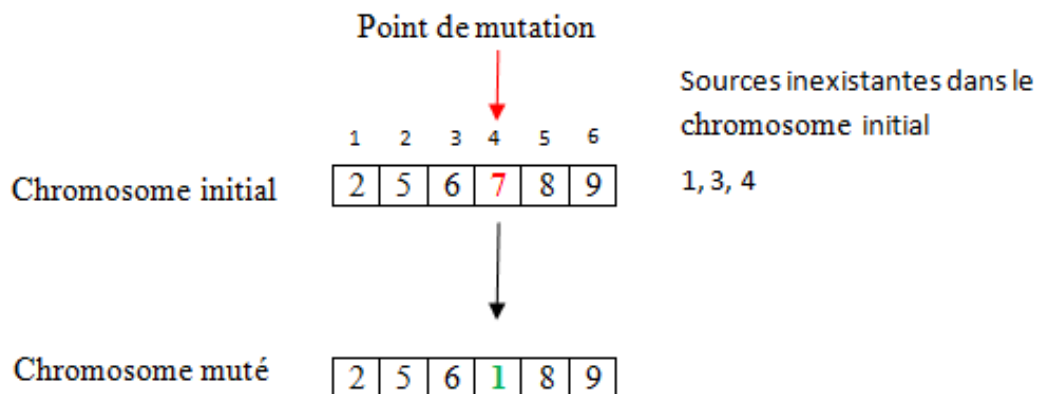 Point de mutation
Sources inexistantes dans le
chromosome initial
1 2 3 4 5 6
Chromosome initial 2 5 6 7 8 9
1, 3, 4
Chromosome muté 2 5 6 1 8 9